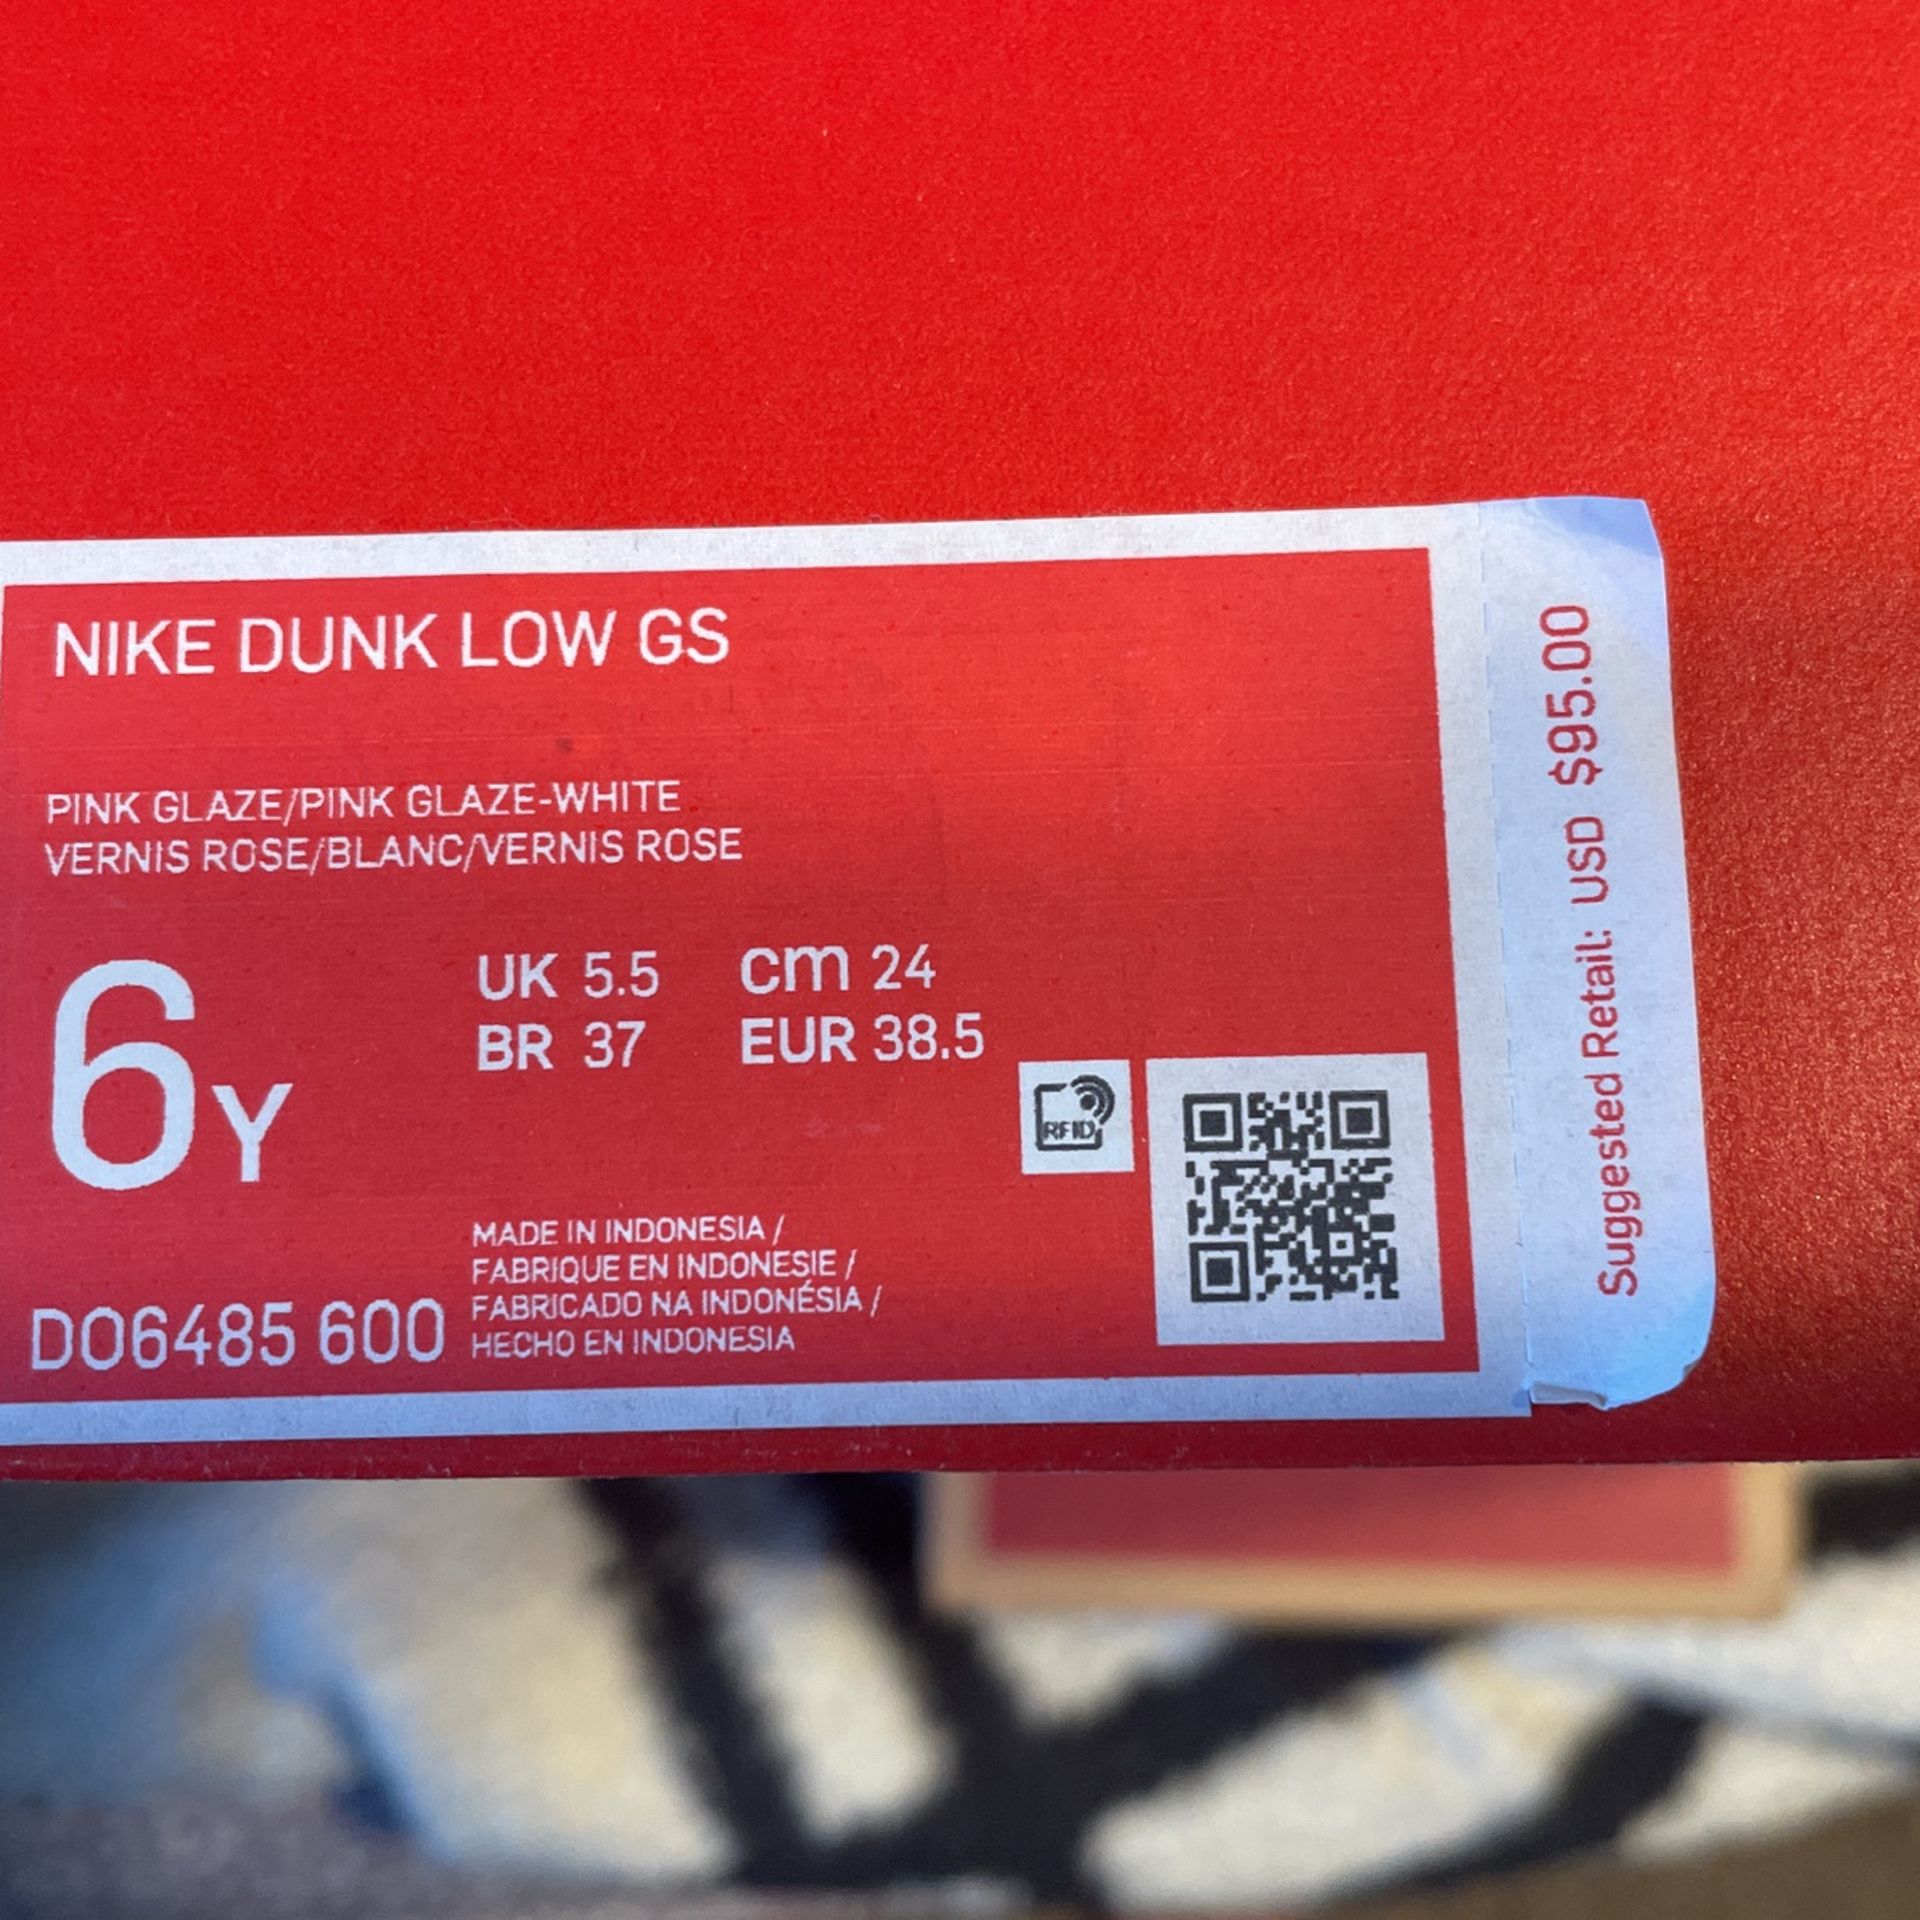 NIKE DUNK LOW GS
PINK GLAZE/PINK GLAZE-WHITE
VERNIS ROSE/BLANC/VERNIS ROSE
6Y
UK 5.5 cm 24
BR 37 EUR 38.5
RFID
MADE IN INDONESIA /
FABRIQUE EN INDONESIE /
FABRICADO NA INDONÉSIA /
HECHO EN INDONESIA
DO6485 600
Suggested Retail: USD $95.00